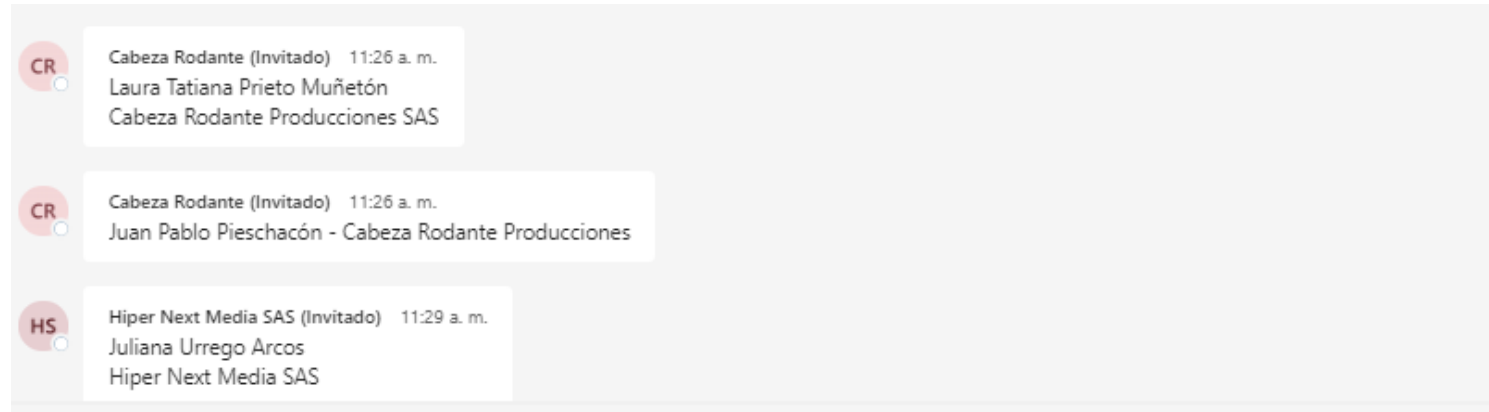 CR
Cabeza Rodante (Invitado) 11:26 a. m.
Laura Tatiana Prieto Muñetón
Cabeza Rodante Producciones SAS
CR
Cabeza Rodante (Invitado) 11:26 a. m.
Juan Pablo Pieschacón - Cabeza Rodante Producciones
HS
Hiper Next Media SAS (Invitado) 11:29 a. m.
Juliana Urrego Arcos
Hiper Next Media SAS